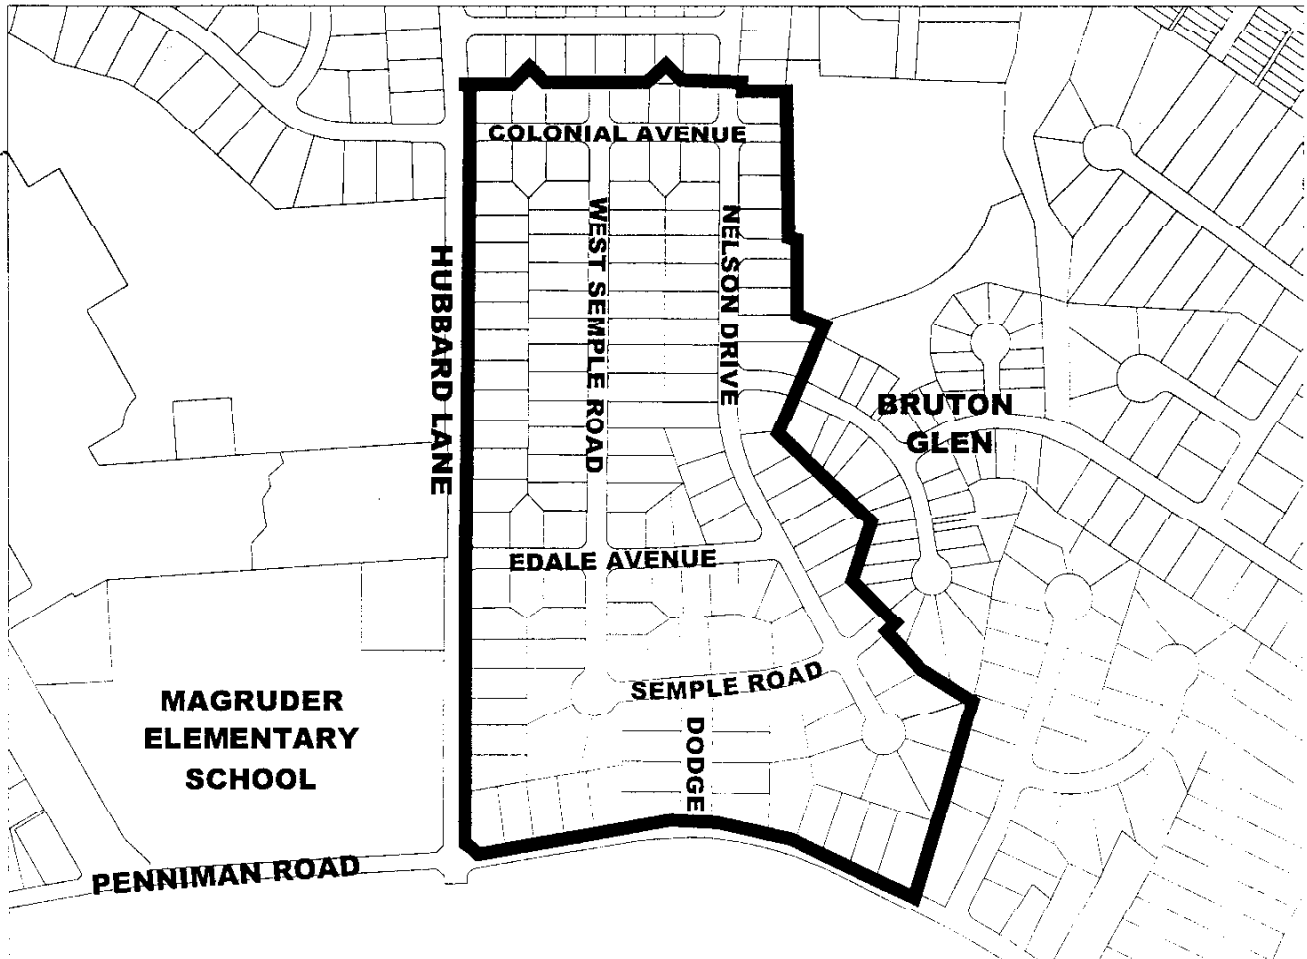 COLONIAL AVENUE
WEST SEMPLE ROAD
NELSON DRIVE
HUBBARD LANE
BRUTON
GLEN
EDALE AVENUE
SEMPLE ROAD
MAGRUDER
ELEMENTARY
SCHOOL
DODGE
PENNIMAN ROAD